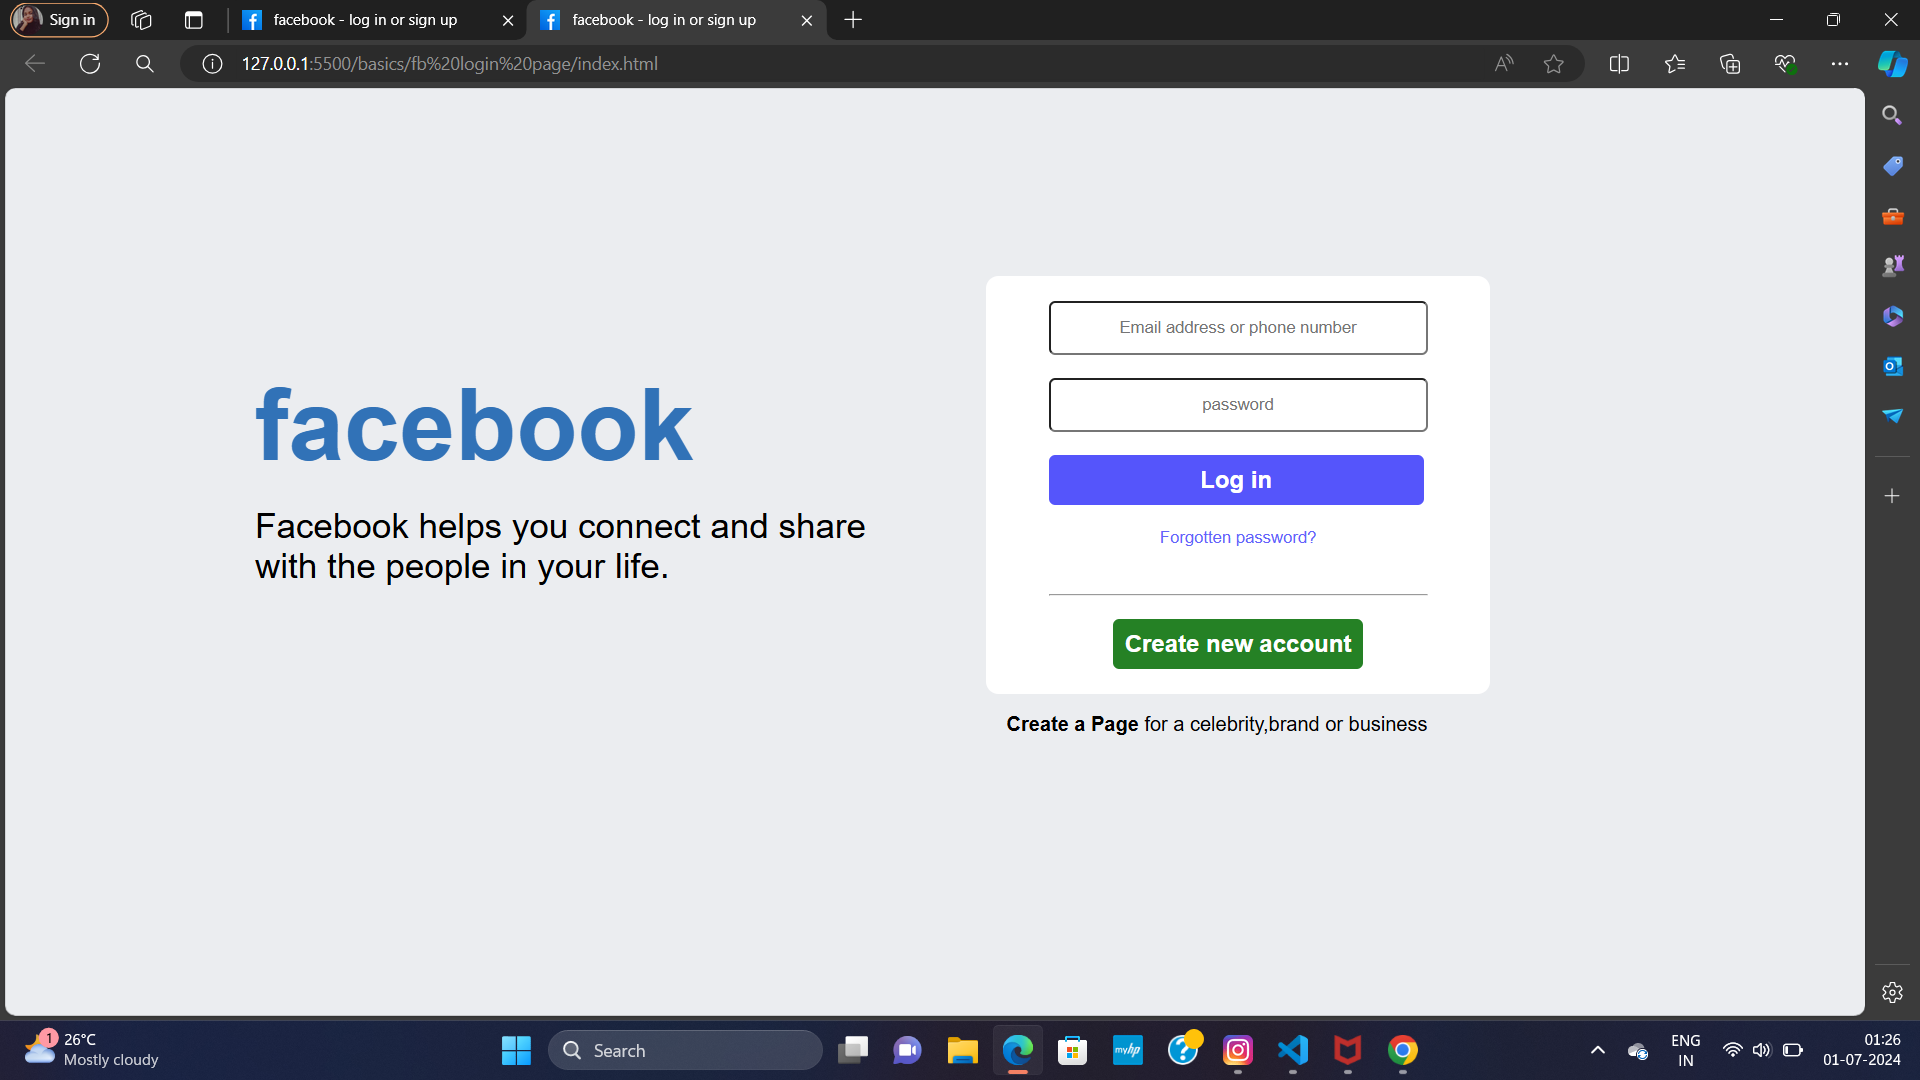 Sign in
facebook - log in or sign up
facebook - log in or sign up
127.0.0.1:5500/basics/fb%20login%20page/index.html
facebook
Facebook helps you connect and share
with the people in your life.
Email address or phone number
password
Log in
Forgotten password?
Create new account
Create a Page for a celebrity,brand or business
1
26°C
Mostly cloudy
Search
myhp
ENG
IN
01:26
01-07-2024